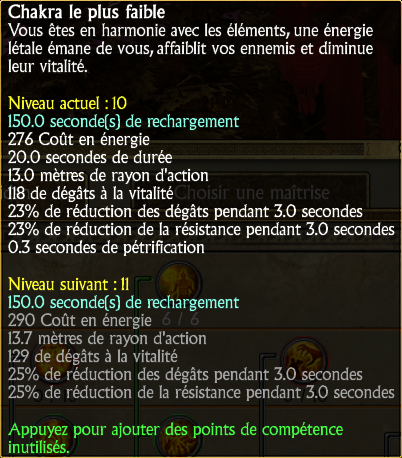 Chakra le plus faible
Vous êtes en harmonie avec les éléments, une énergie
létale émane de vous, affaiblit vos ennemis et diminue
leur vitalité.
Niveau actuel : 10
150.0 seconde(s) de rechargement
276 Coût en énergie
20.0 secondes de durée
13.0 mètres de rayon d'action
118 de dégâts à la vitalité
Choisir une maîtrise
23% de réduction des dégâts pendant 3.0 secondes
23% de réduction de la résistance pendant 3.0 secondes
0.3 secondes de pétrification
Niveau suivant : 11
150.0 seconde(s) de rechargement
290 Coût en énergie
6 / 6
13.7 mètres de rayon d'action
129 de dégâts à la vitalité
25% de réduction des dégâts pendant 3.0 secondes
25% de réduction de la résistance pendant 3.0 secondes
Appuyez pour ajouter des points de compétence
inutilisés.